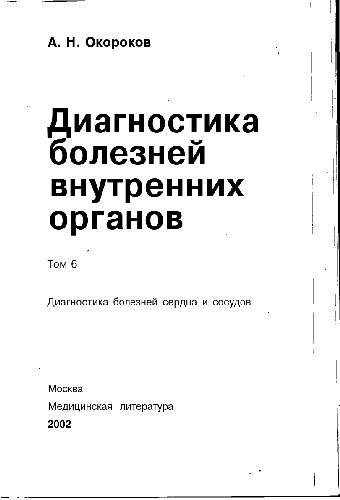 А. Н. Окороков
Диагностика
болезней
внутренних
органов
Том 6
Диагностика болезней сердца и сосудов
Москва
Медицинская литература
2002